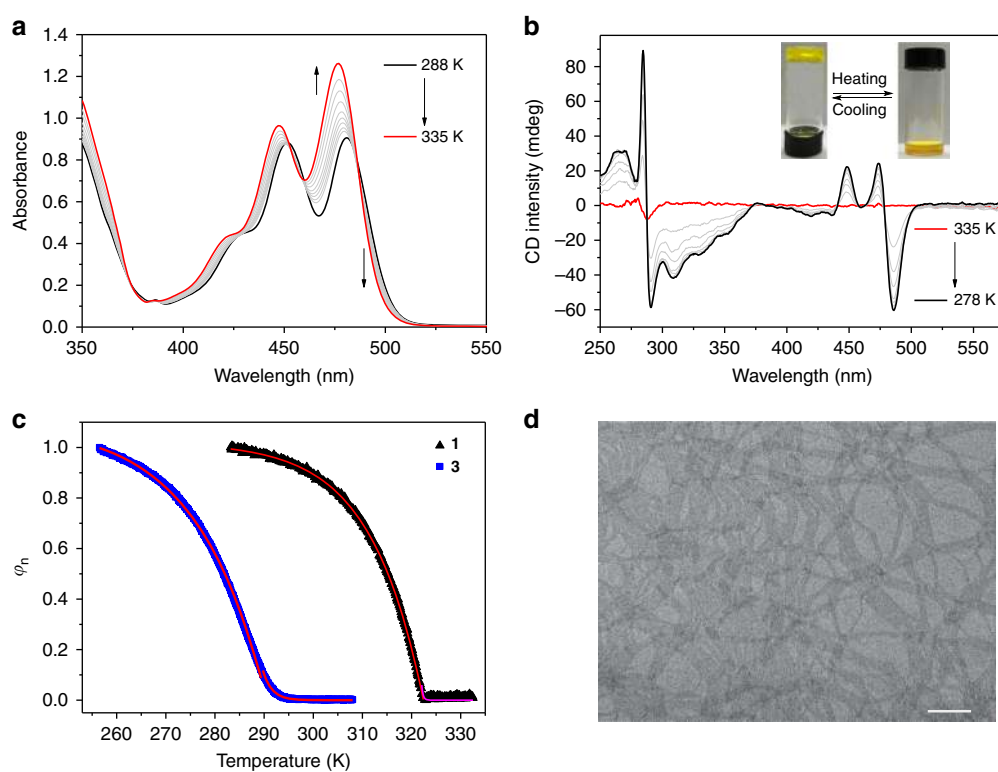 a
1.4
1.2
1.0
0.8
0.6
0.4
0.2
0.0
Absorbance
288 K
335 K
350
400
450
500
550
Wavelength (nm)
b
80
60
40
20
0
−20
−40
−60
CD intensity (mdeg)
Heating
Cooling
335 K
278 K
250
300
350
400
450
500
550
Wavelength (nm)
c
1.0
0.8
0.6
0.4
0.2
0.0
φn
1
3
260
270
280
290
300
310
320
330
Temperature (K)
d